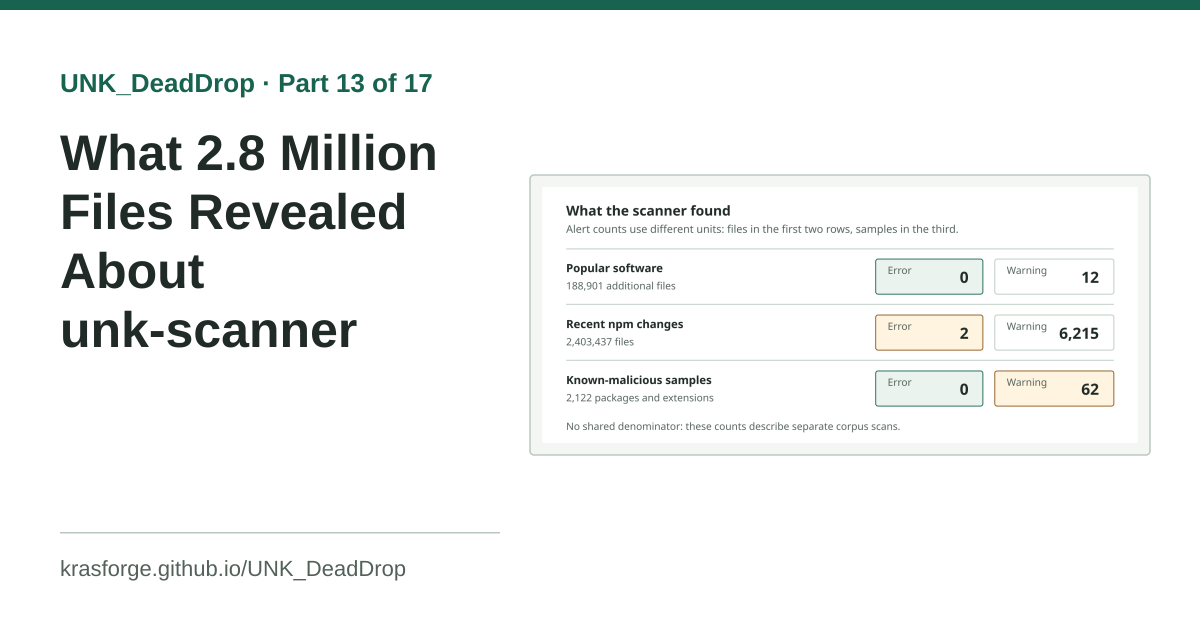 UNK_DeadDrop · Part 13 of 17
What 2.8 Million
Files Revealed
About
unk-scanner
What the scanner found
Alert counts use different units: files in the first two rows, samples in the third.
Popular software
188,901 additional files
Error 0
Warning 12
Recent npm changes
2,403,437 files
Error 2
Warning 6,215
Known-malicious samples
2,122 packages and extensions
Error 0
Warning 62
No shared denominator: these counts describe separate corpus scans.
krasforge.github.io/UNK_DeadDrop